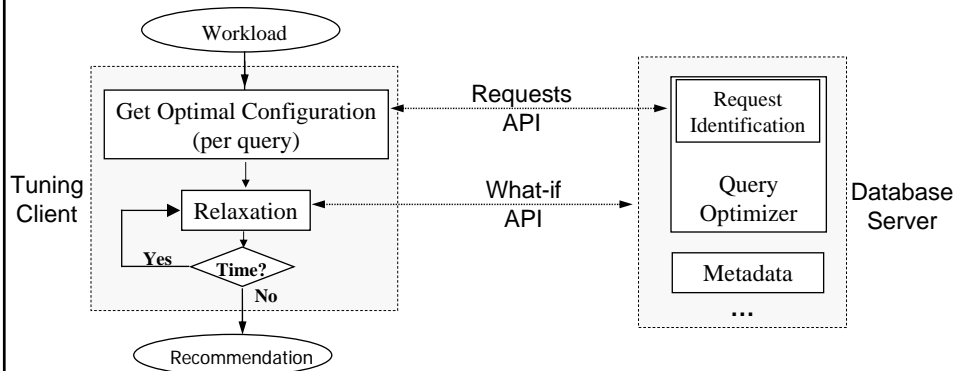 Workload
Get Optimal Configuration
(per query)
Requests
API
Request
Identification
Tuning
Client
Relaxation
What-if
API
Query
Optimizer
Database
Server
Yes
Time?
No
Metadata
...
Recommendation